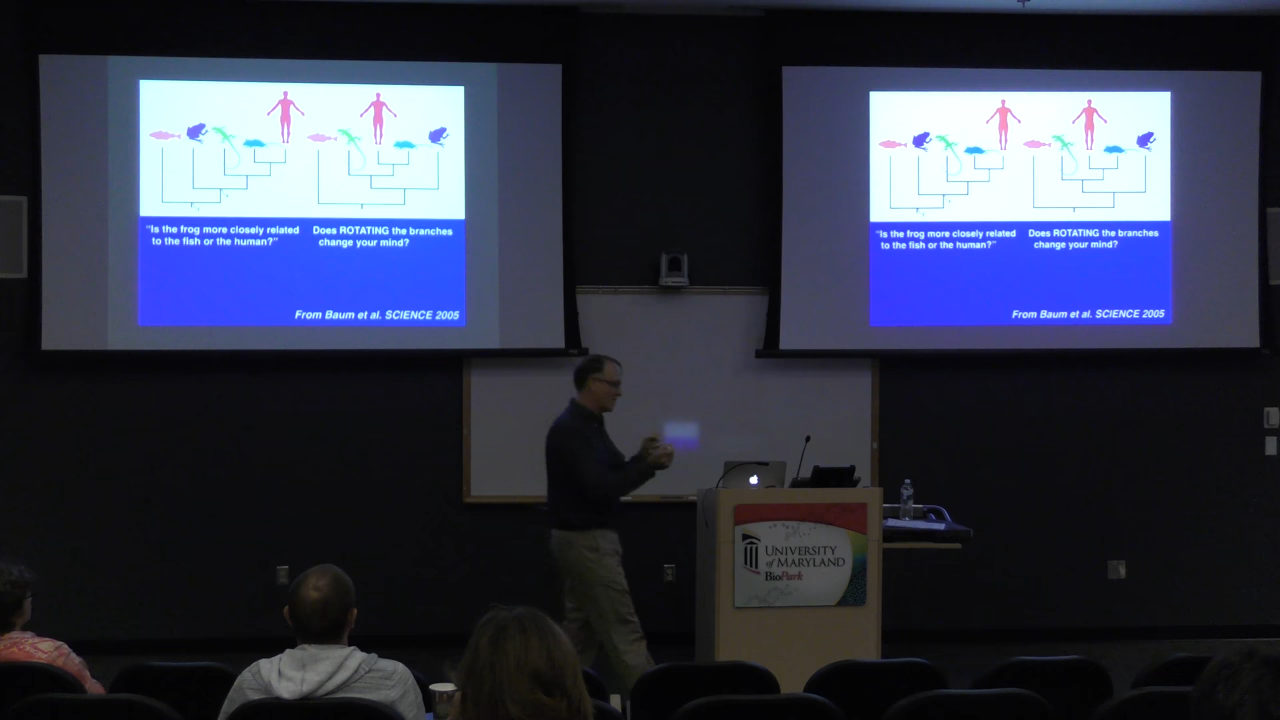 "Is the frog more closely related
to the fish or the human?"
Does ROTATING the branches
change your mind?
From Baum et al. SCIENCE 2005
"Is the frog more closely related
to the fish or the human?"
Does ROTATING the branches
change your mind?
From Baum et al. SCIENCE 2005
UNIVERSITY
of MARYLAND
BioPark